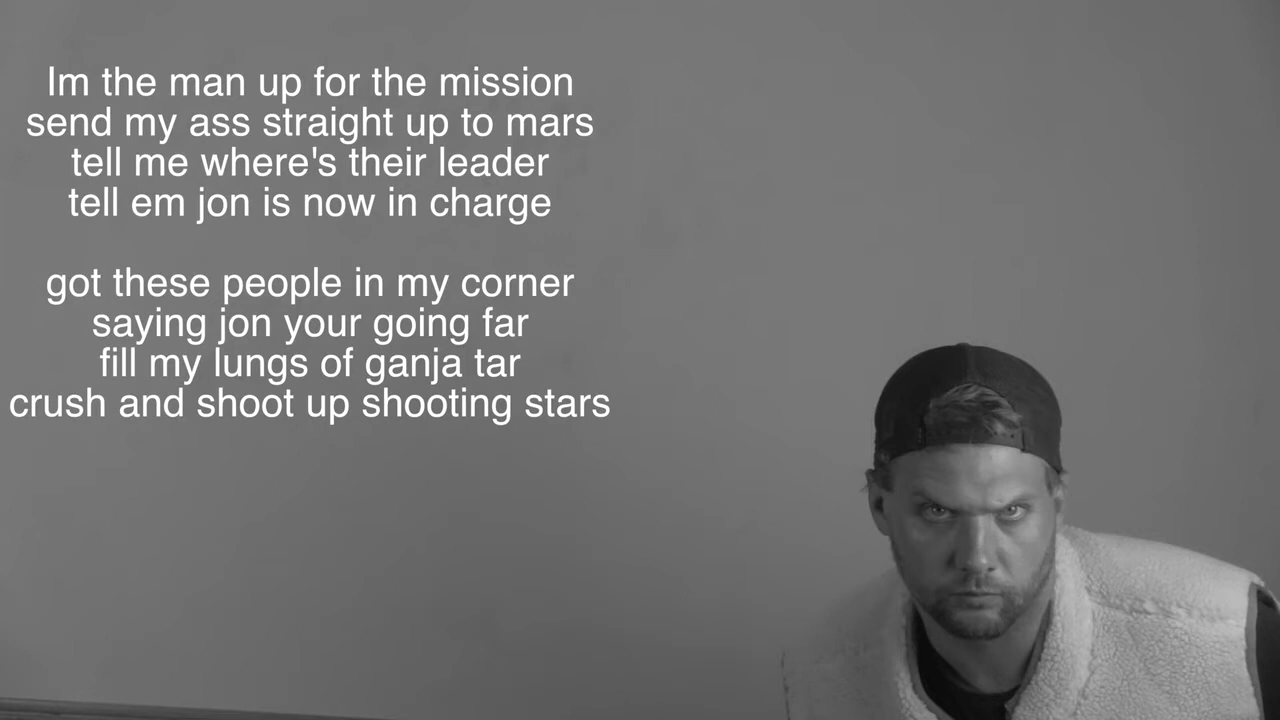 Im the man up for the mission
send my ass straight up to mars
tell me where's their leader
tell em jon is now in charge
got these people in my corner
saying jon your going far
fill my lungs of ganja tar
crush and shoot up shooting stars